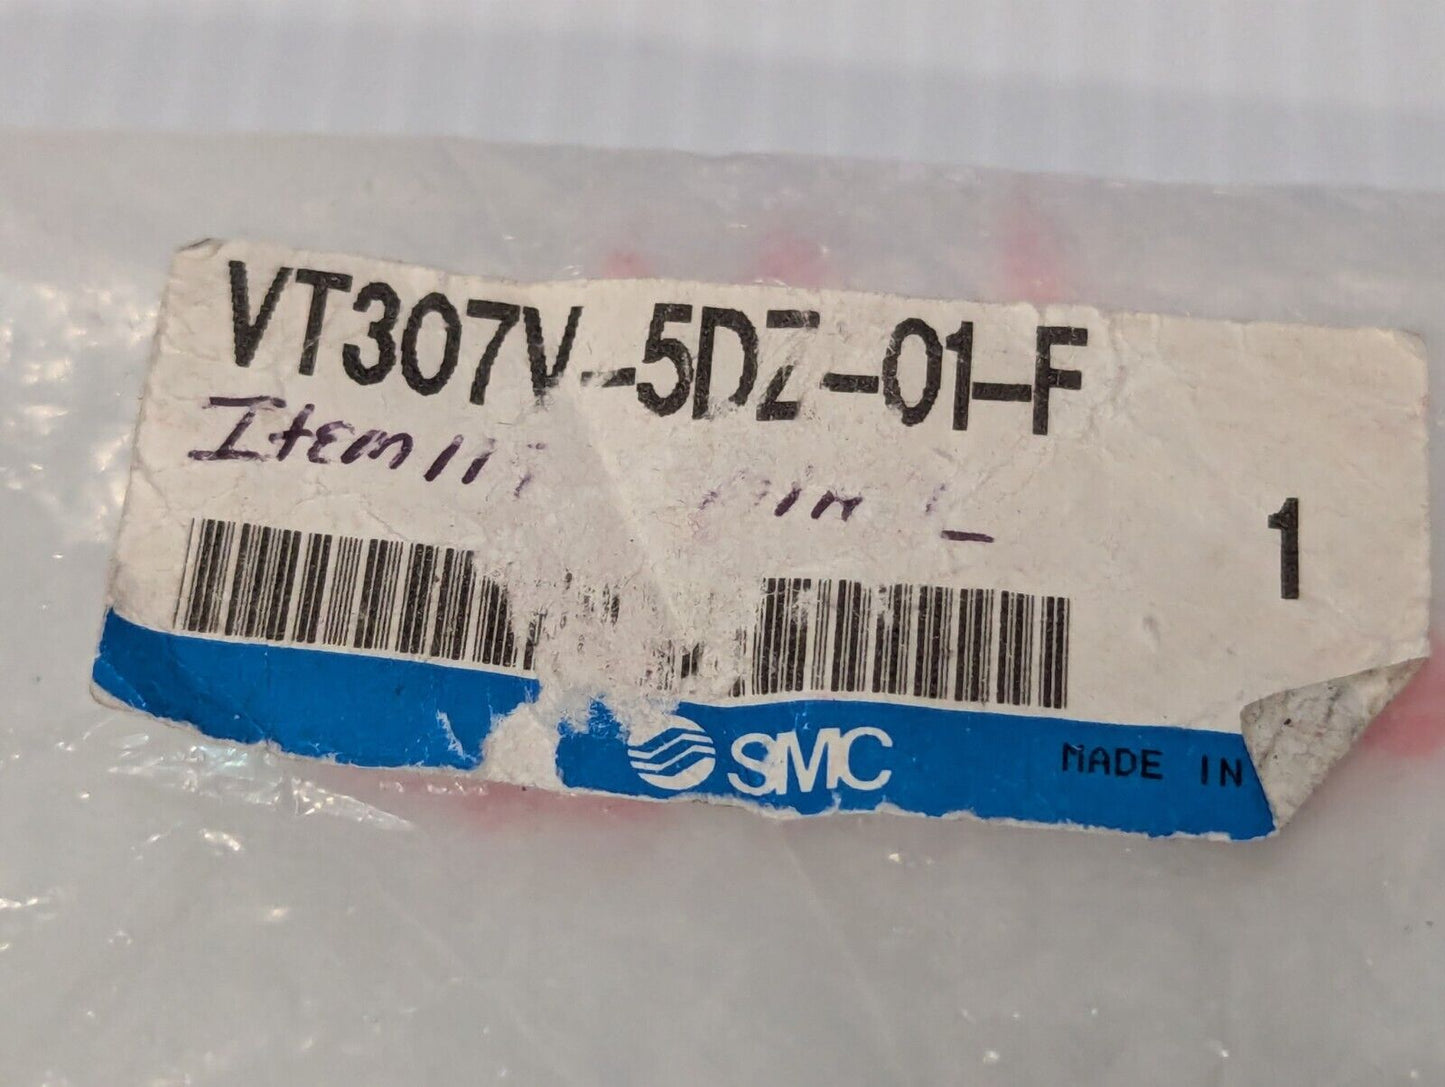 VT307V-5DZ-01-F
Item
1
SMC
MADE IN